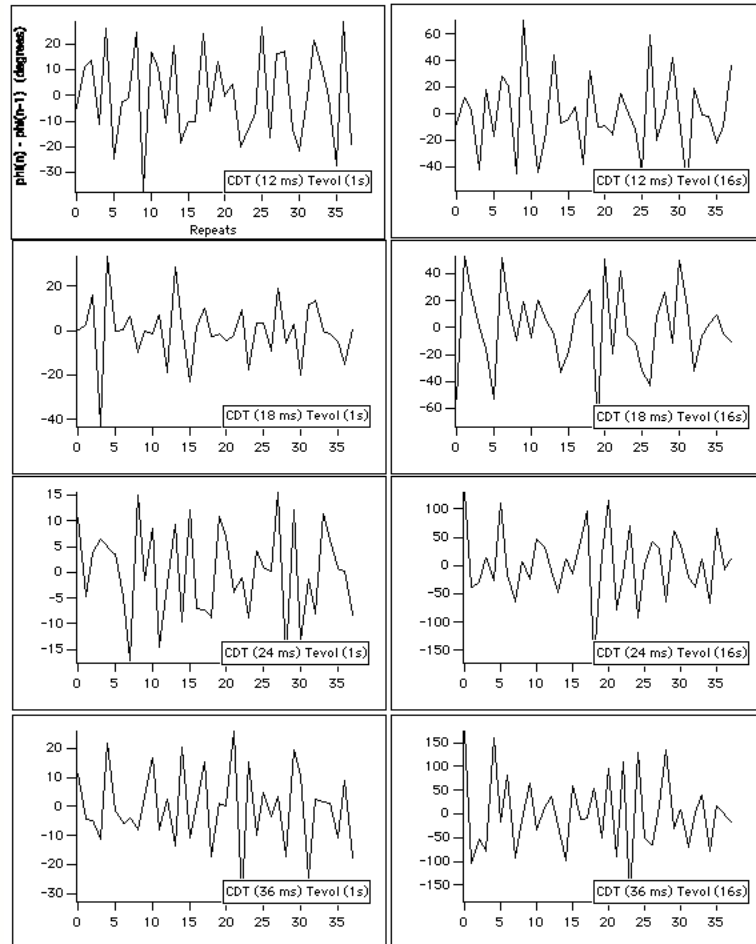 phi(n) - phi(n-1) (degrees)
20
10
0
-10
-20
-30
CDT (12 ms) Tevol (1s)
0 5 10 15 20 25 30 35
Repeats
60
40
20
0
-20
-40
CDT (12 ms) Tevol (16s)
0 5 10 15 20 25 30 35
20
0
-20
-40
CDT (18 ms) Tevol (1s)
0 5 10 15 20 25 30 35
40
20
0
-20
-40
-60
CDT (18 ms) Tevol (16s)
0 5 10 15 20 25 30 35
15
10
5
0
-5
-10
-15
CDT (24 ms) Tevol (1s)
0 5 10 15 20 25 30 35
100
50
0
-50
-100
-150
CDT (24 ms) Tevol (16s)
0 5 10 15 20 25 30 35
20
10
0
-10
-20
-30
CDT (36 ms) Tevol (1s)
0 5 10 15 20 25 30 35
150
100
50
0
-50
-100
-150
CDT (36 ms) Tevol (16s)
0 5 10 15 20 25 30 35